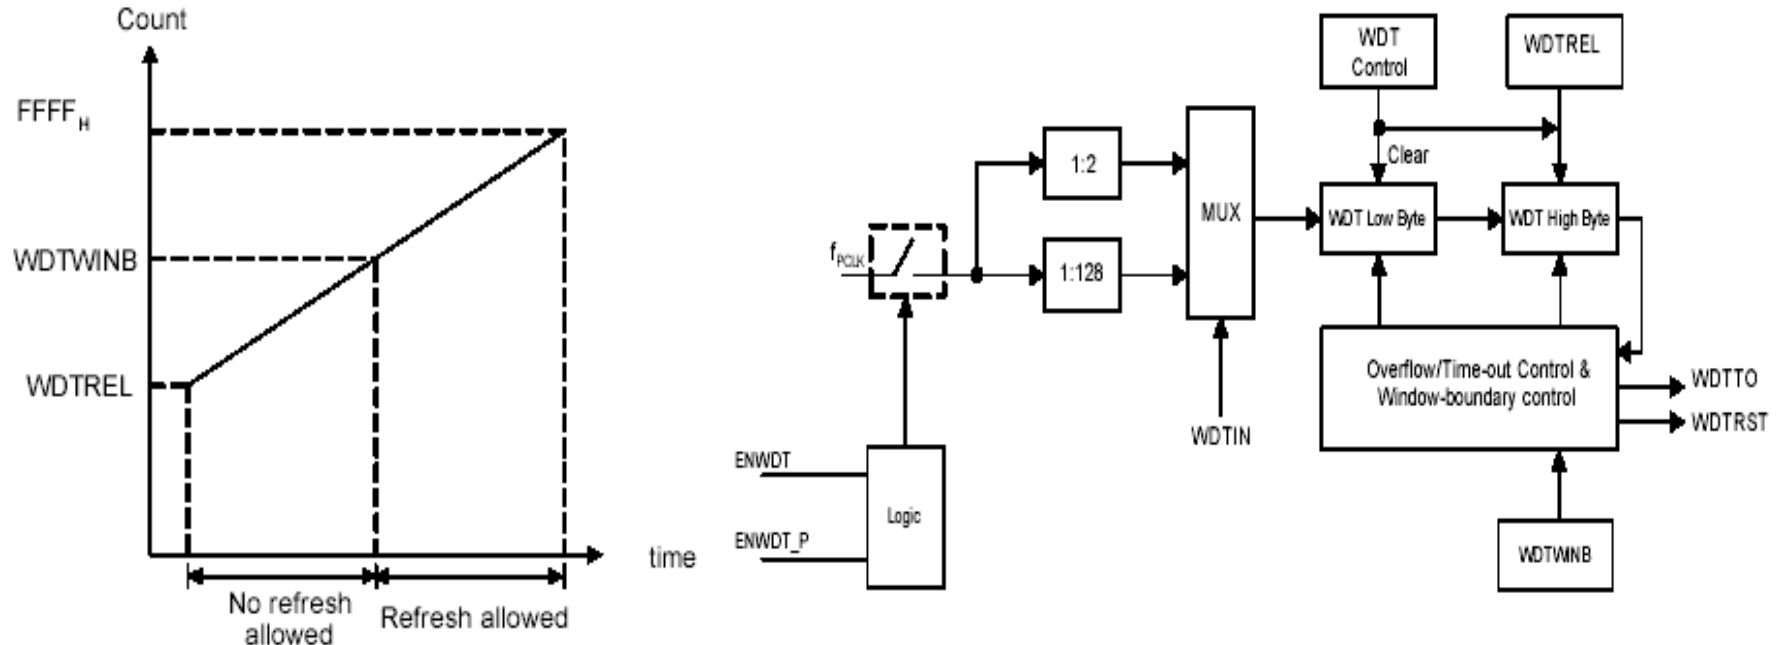 Count
FFFFH
WDTWINB
WDTREL
time
No refresh
allowed
Refresh allowed
WDT
Control
WDTREL
Clear
1:2
MUX
WDT Low Byte
WDT High Byte
fPCLK
1:128
Overflow/Time-out Control &
Window-boundary control
WDTTO
WDTRST
WDTIN
ENWDT
Logic
ENWDT_P
WDTWINB